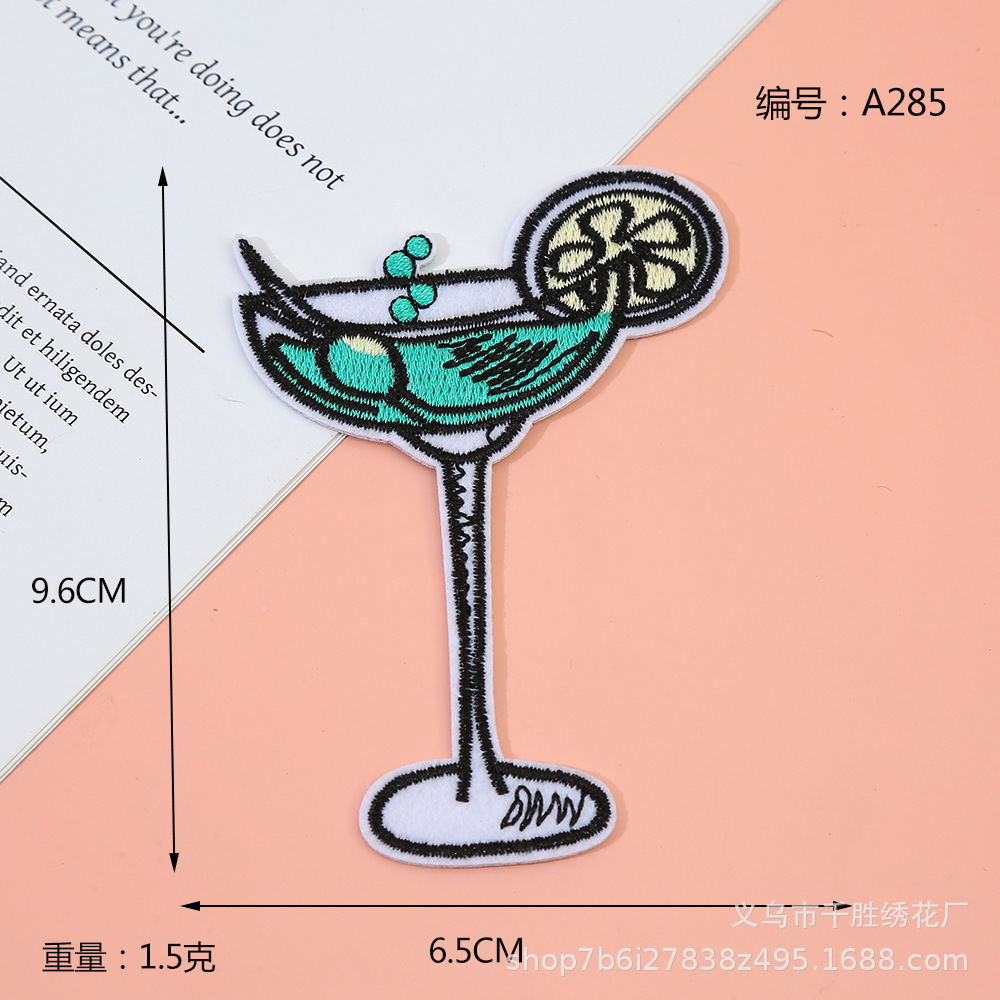 you're doing does not
means that...
编号：A285
and ernata doles des-
dit et hiligendem
Ut ut ium
uis-
9.6CM
6.5CM
重量：1.5克
义乌市千胜绣花厂
shop7b6i27838z495.1688.com